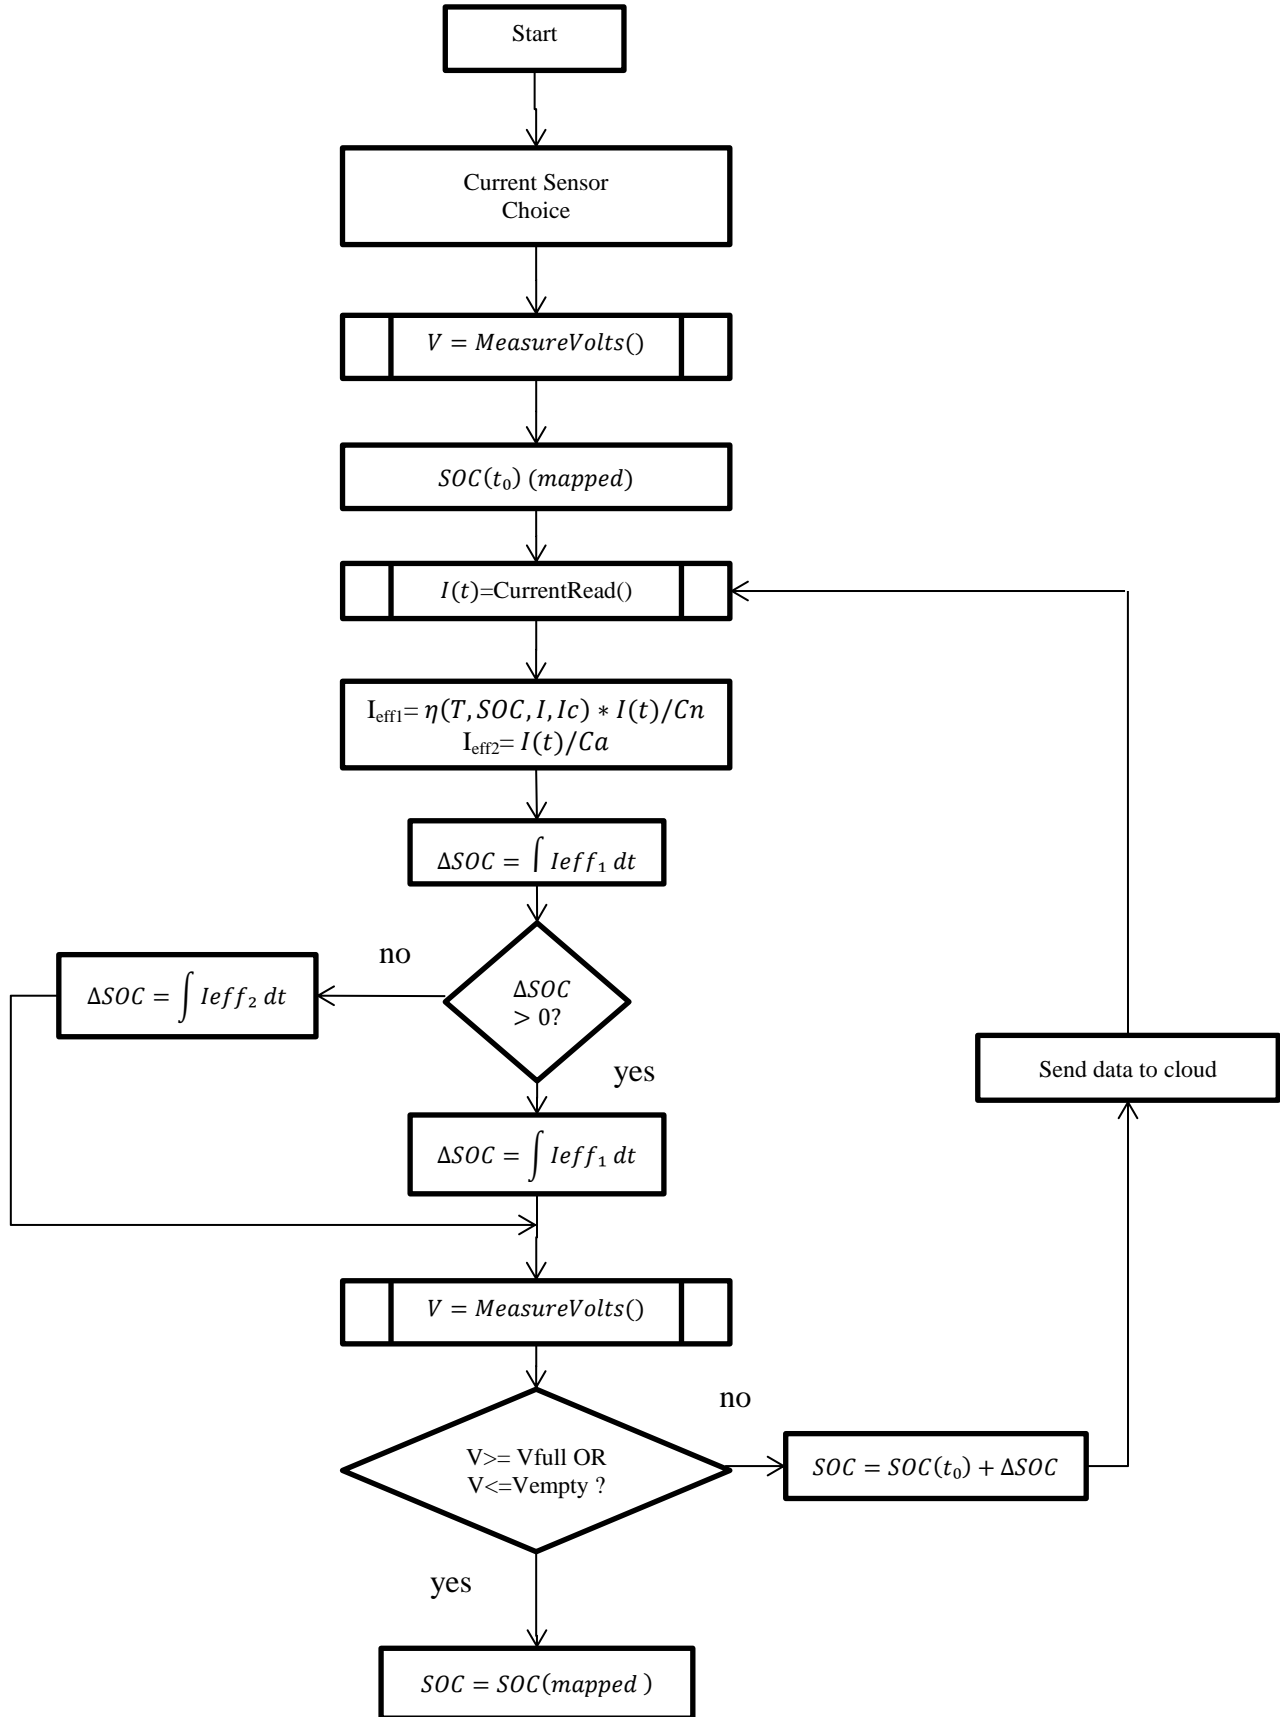 Start
Current Sensor
Choice
V = MeasureVolts()
SOC(t₀) (mapped)
I(t)=CurrentRead()
Ieff1= η(T, SOC, I, Ic) ∗ I(t)/Cn
Ieff2= I(t)/Ca
ΔSOC = ∫ Ieff₁ dt
no
ΔSOC = ∫ Ieff₂ dt
ΔSOC
> 0?
yes
Send data to cloud
ΔSOC = ∫ Ieff₁ dt
V = MeasureVolts()
no
V>= Vfull OR
V<=Vempty ?
SOC = SOC(t₀) + ΔSOC
yes
SOC = SOC(mapped )